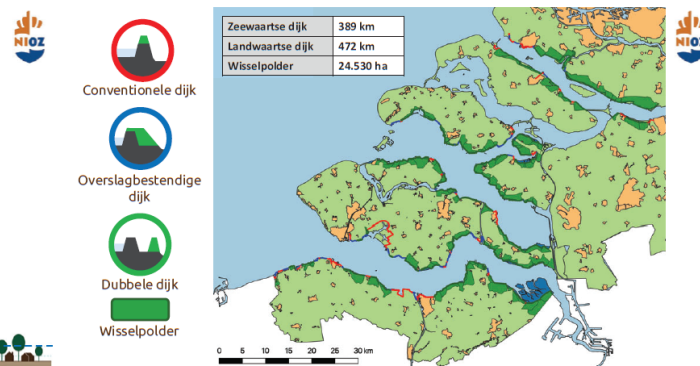 NIOZ
Conventionele dijk
Overslagbestendige
dijk
Dubbele dijk
Wisselpolder
Zeewaartse dijk 389 km
Landwaartse dijk 472 km
Wisselpolder 24.530 ha
0 5 10 15 20 25 30 km
NIOZ